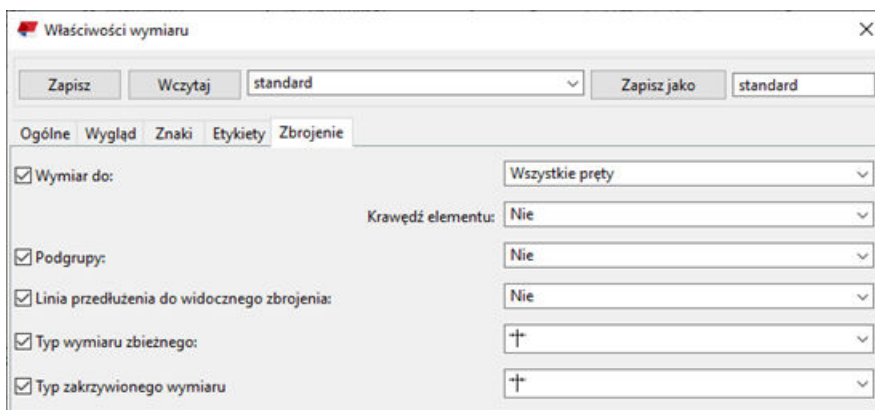 Właściwości wymiaru
Zapisz Wczytaj standard Zapisz jako standard
Ogólne Wygląd Znaki Etykiety Zbrojenie
Wymiar do: Wszystkie pręty
Krawędź elementu: Nie
Podgrupy: Nie
Linia przedłużenia do widocznego zbrojenia: Nie
Typ wymiaru zbieżnego:
Typ zakrzywionego wymiaru